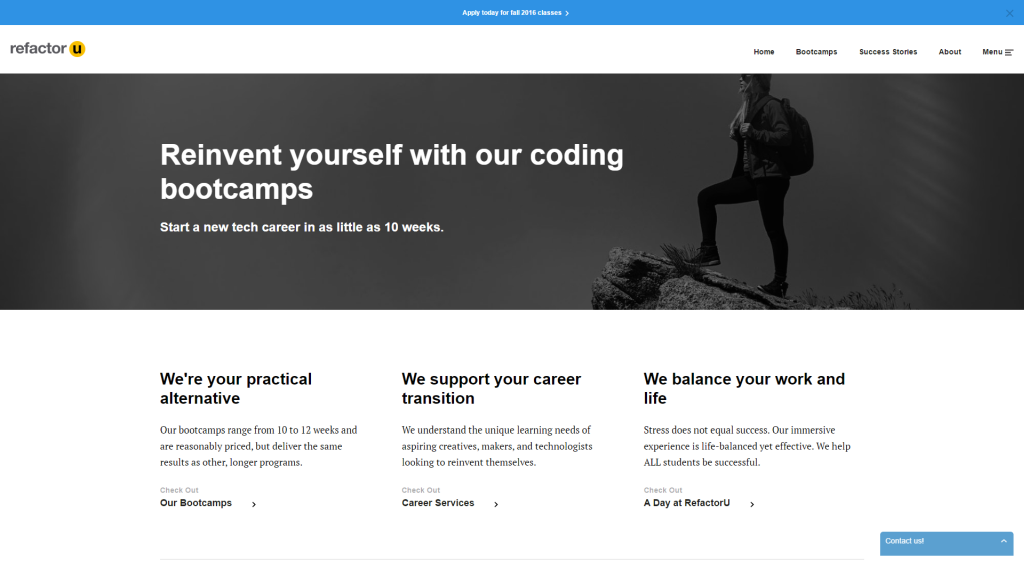 Apply today for fall 2016 classes
refactor u
Home Bootcamps Success Stories About Menu
Reinvent yourself with our coding
bootcamps
Start a new tech career in as little as 10 weeks.
We're your practical
alternative
Our bootcamps range from 10 to 12 weeks and
are reasonably priced, but deliver the same
results as other, longer programs.
Check Out
Our Bootcamps
We support your career
transition
We understand the unique learning needs of
aspiring creatives, makers, and technologists
looking to reinvent themselves.
Check Out
Career Services
We balance your work and
life
Stress does not equal success. Our immersive
experience is life-balanced yet effective. We help
ALL students be successful.
Check Out
A Day at RefactorU
Contact us!